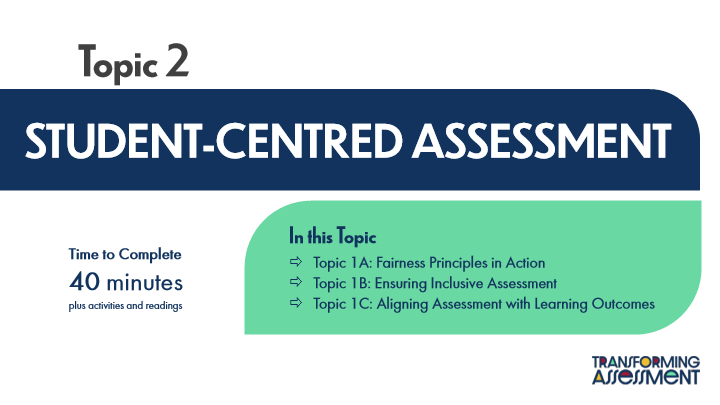 Topic 2
STUDENT-CENTRED ASSESSMENT
Time to Complete
40 minutes
plus activities and readings
In this Topic
⇨ Topic 1A: Fairness Principles in Action
⇨ Topic 1B: Ensuring Inclusive Assessment
⇨ Topic 1C: Aligning Assessment with Learning Outcomes
TRANSFORMING
ASSESSMENT